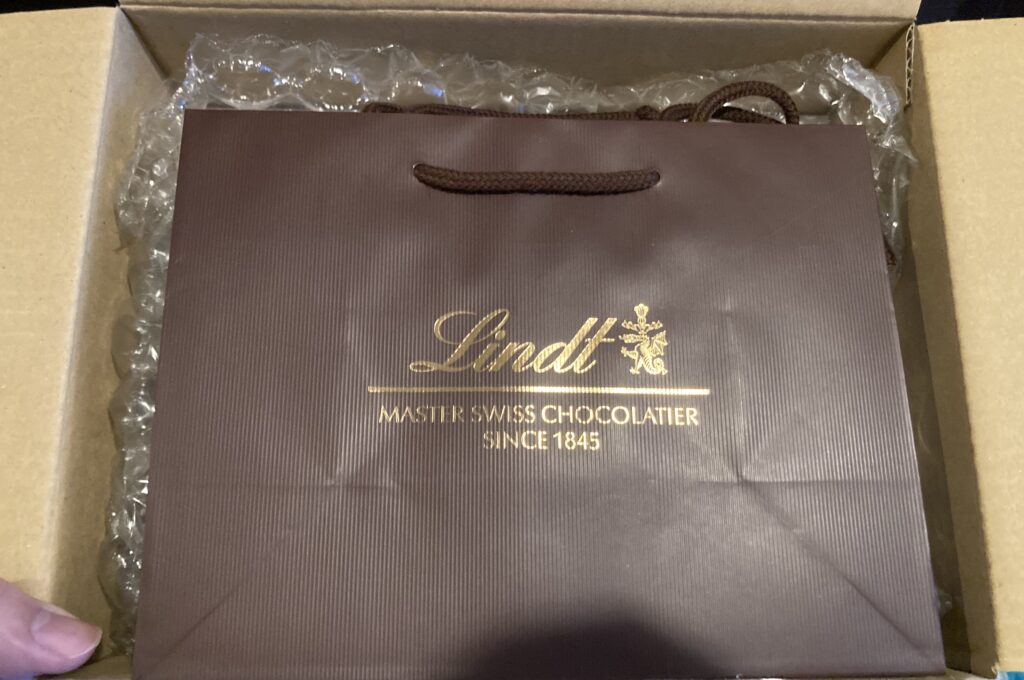 Lindt
MASTER SWISS CHOCOLATIER
SINCE 1845